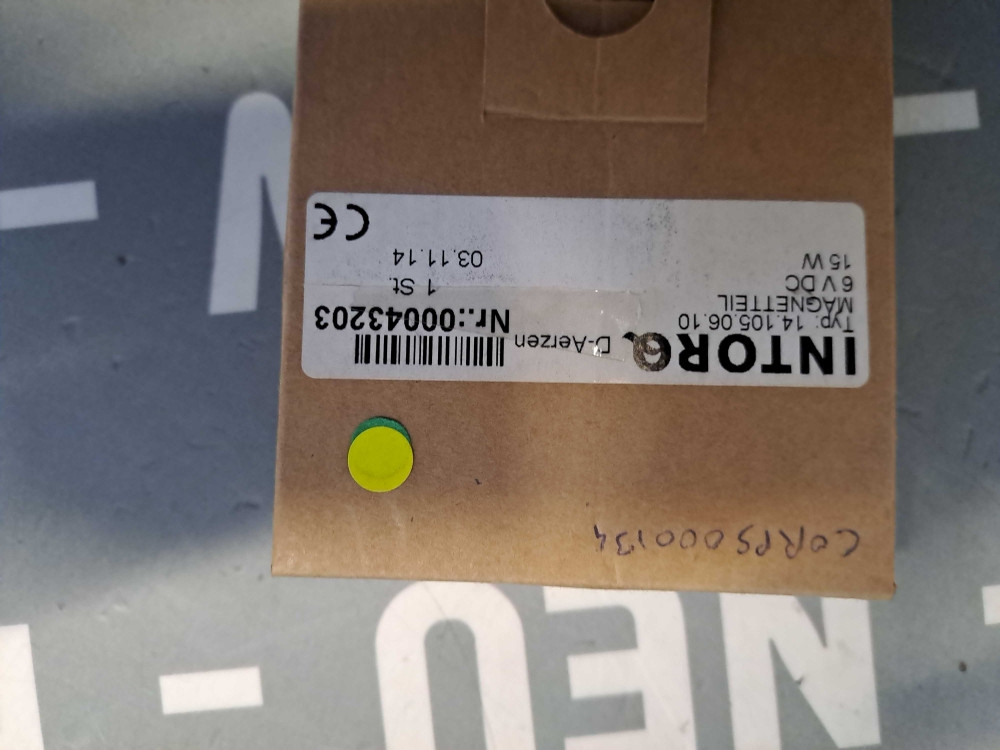 INTORQ D-Aerzen
Typ: 14.105.06.10
MAGNETTEIL
6 V DC
15 W
Nr.:00043203
1 St.
03.11.14
CE
CORPS000134
NEU